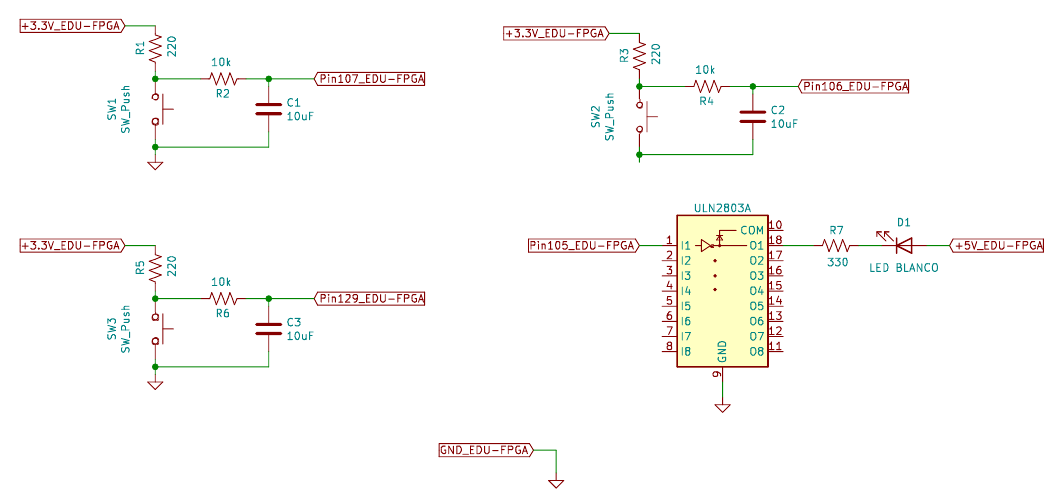 +3.3V_EDU-FPGA
R1
220
10k
R2
Pin107_EDU-FPGA
SW1
SW_Push
C1
10uF
+3.3V_EDU-FPGA
R3
220
10k
R4
Pin106_EDU-FPGA
SW2
SW_Push
C2
10uF
+3.3V_EDU-FPGA
R5
220
10k
R6
Pin129_EDU-FPGA
SW3
SW_Push
C3
10uF
ULN2803A
Pin105_EDU-FPGA
COM 10
1 I1 O1 18
2 I2 O2 17
3 I3 O3 16
4 I4 O4 15
5 I5 O5 14
6 I6 O6 13
7 I7 O7 12
8 I8 O8 11
GND
9
R7
330
D1
LED BLANCO
+5V_EDU-FPGA
GND_EDU-FPGA